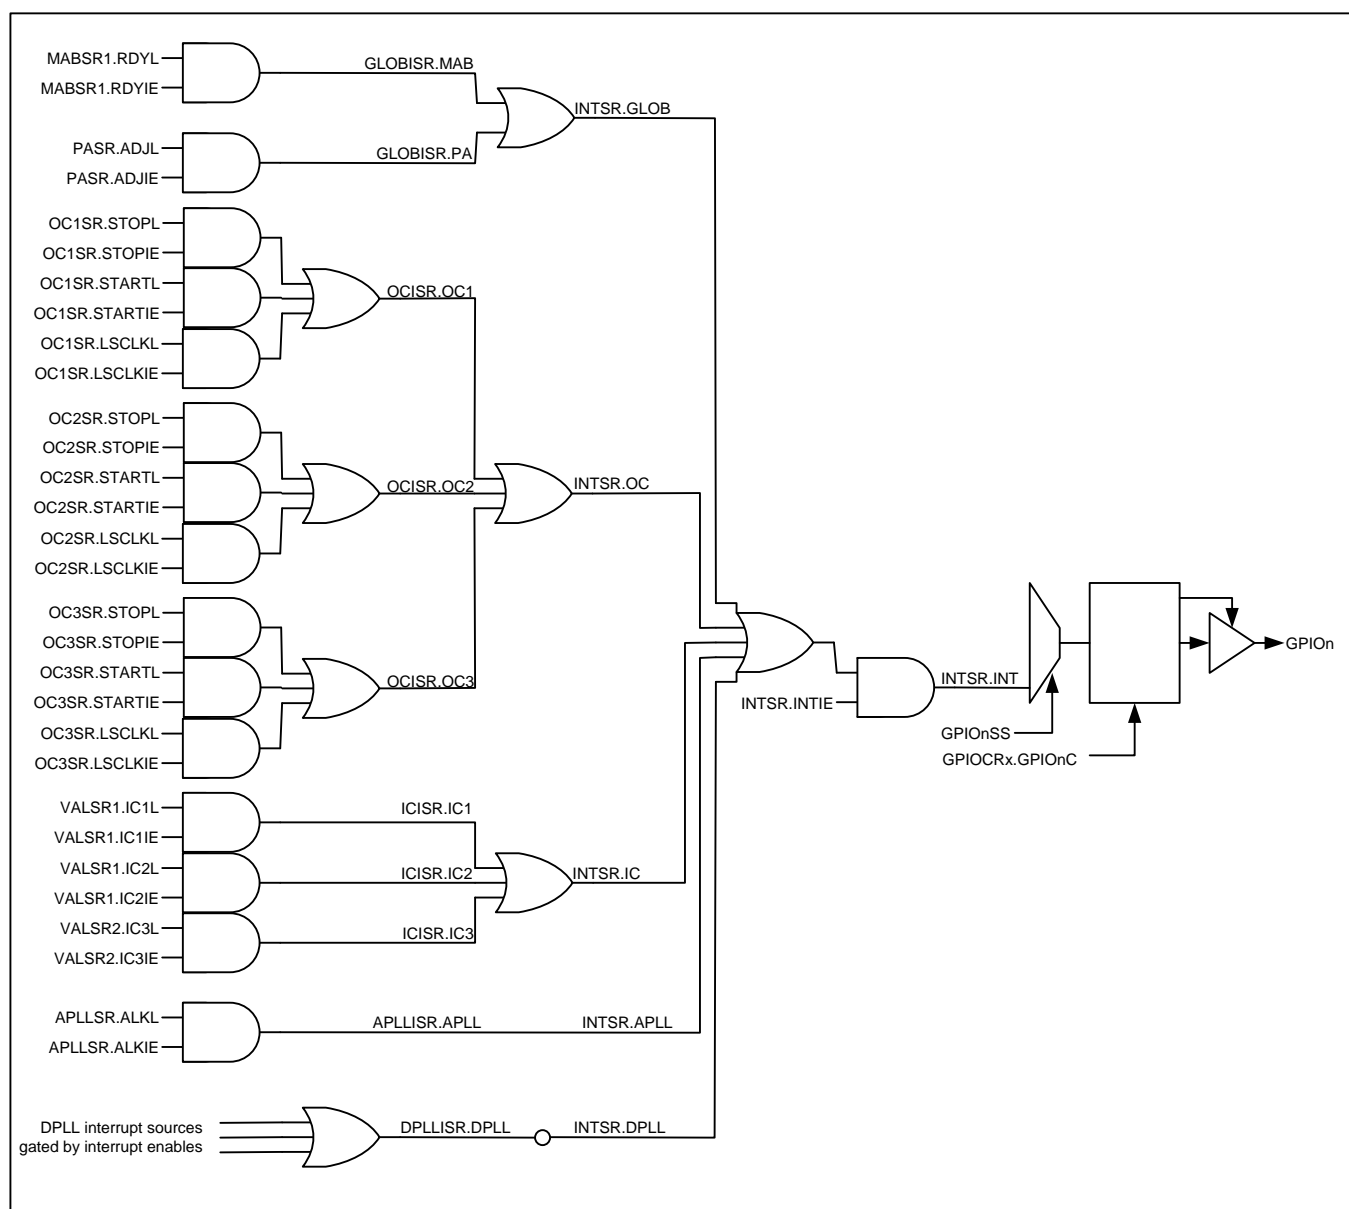 MABSR1.RDYL
MABSR1.RDYIE
GLOBISR.MAB
INTSR.GLOB
PASR.ADJL
PASR.ADJIE
GLOBISR.PA
OC1SR.STOPL
OC1SR.STOPIE
OC1SR.STARTL
OC1SR.STARTIE
OC1SR.LSCLKL
OC1SR.LSCLKIE
OCISR.OC1
OC2SR.STOPL
OC2SR.STOPIE
OC2SR.STARTL
OC2SR.STARTIE
OC2SR.LSCLKL
OC2SR.LSCLKIE
OCISR.OC2
INTSR.OC
OC3SR.STOPL
OC3SR.STOPIE
OC3SR.STARTL
OC3SR.STARTIE
OC3SR.LSCLKL
OC3SR.LSCLKIE
OCISR.OC3
INTSR.INTIE
INTSR.INT
GPIOnSS
GPIOCRx.GPIOnC
GPIOn
VALSR1.IC1L
VALSR1.IC1IE
VALSR1.IC2L
VALSR1.IC2IE
VALSR2.IC3L
VALSR2.IC3IE
ICISR.IC1
ICISR.IC2
ICISR.IC3
INTSR.IC
APLLSR.ALKL
APLLSR.ALKIE
APLLISR.APLL
INTSR.APLL
DPLL interrupt sources
gated by interrupt enables
DPLLISR.DPLL
INTSR.DPLL